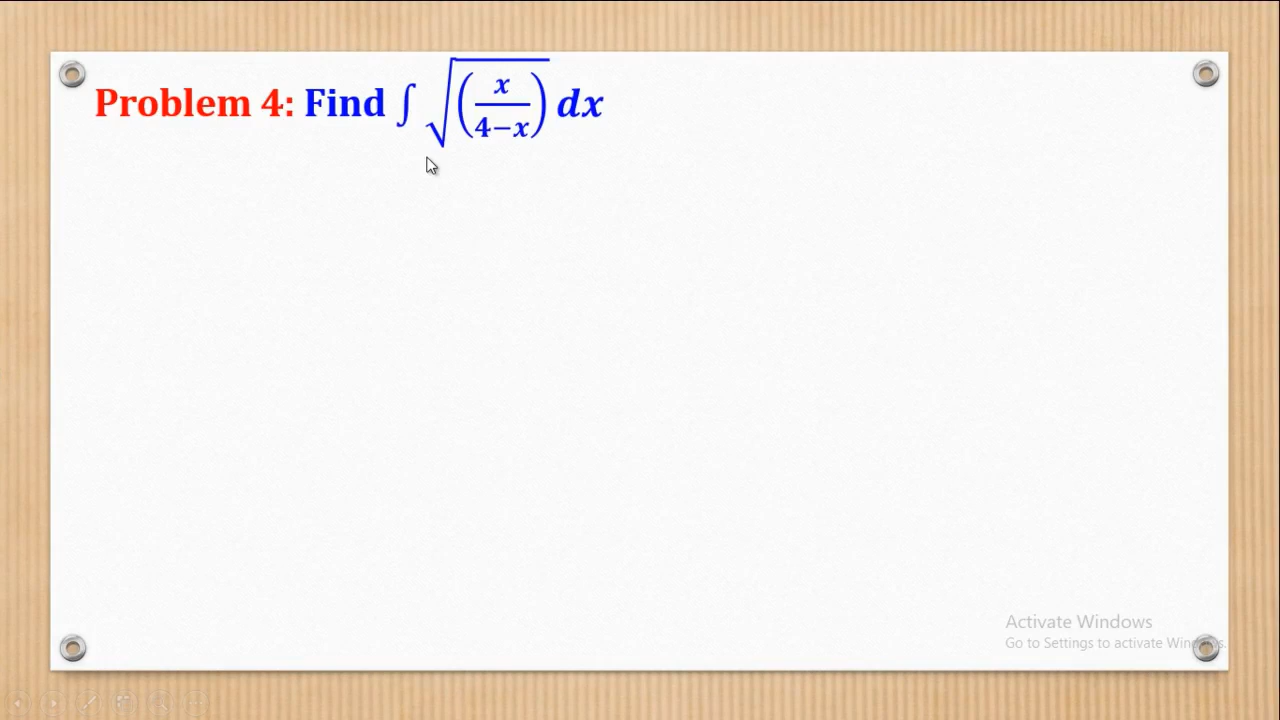 Problem 4: Find ∫ √(x/(4−x)) dx
Activate Windows
Go to Settings to activate Windows.